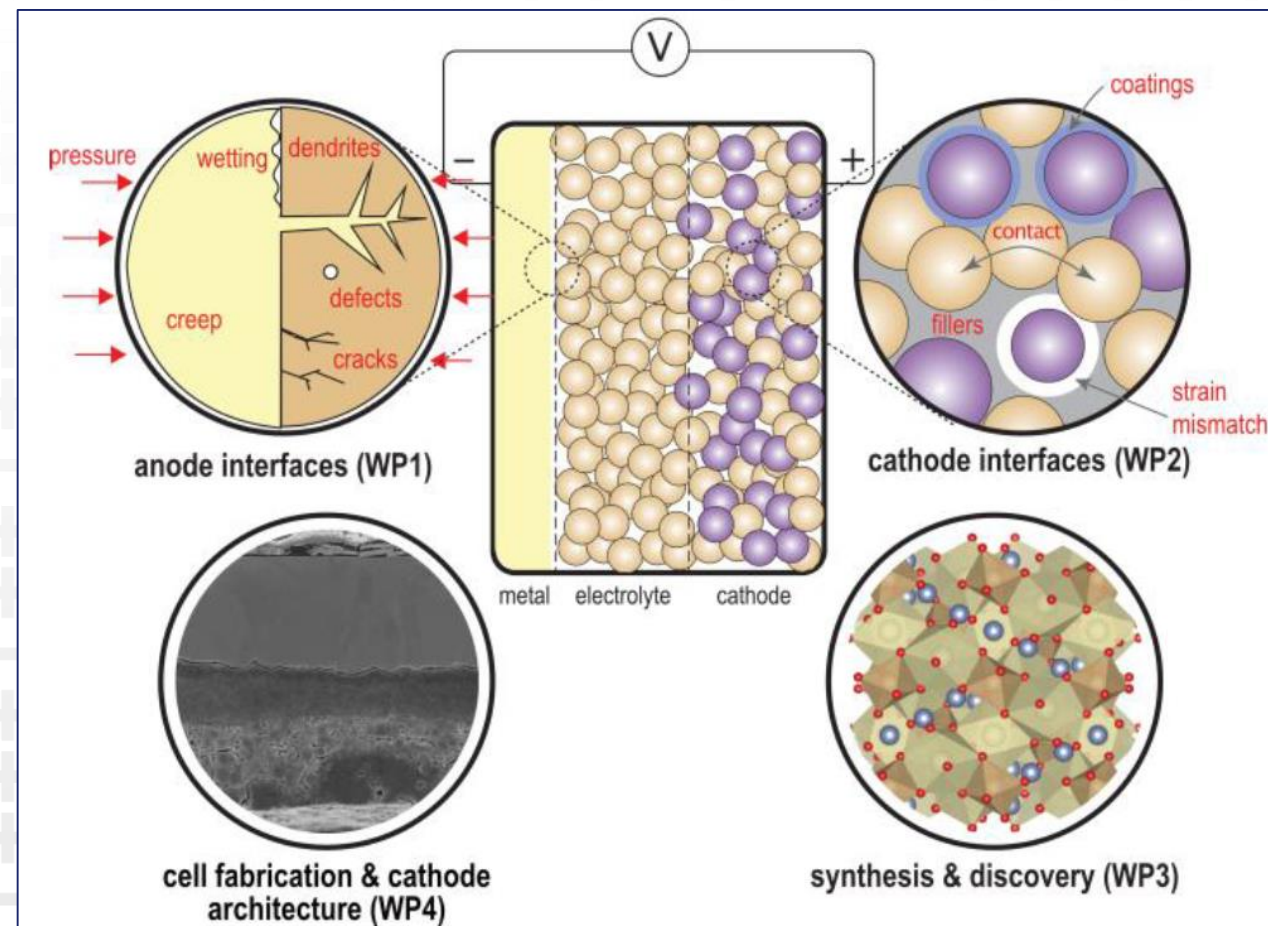 V
−
+
pressure
wetting
dendrites
creep
defects
cracks
anode interfaces (WP1)
metal
electrolyte
cathode
coatings
contact
fillers
strain
mismatch
cathode interfaces (WP2)
cell fabrication & cathode
architecture (WP4)
synthesis & discovery (WP3)